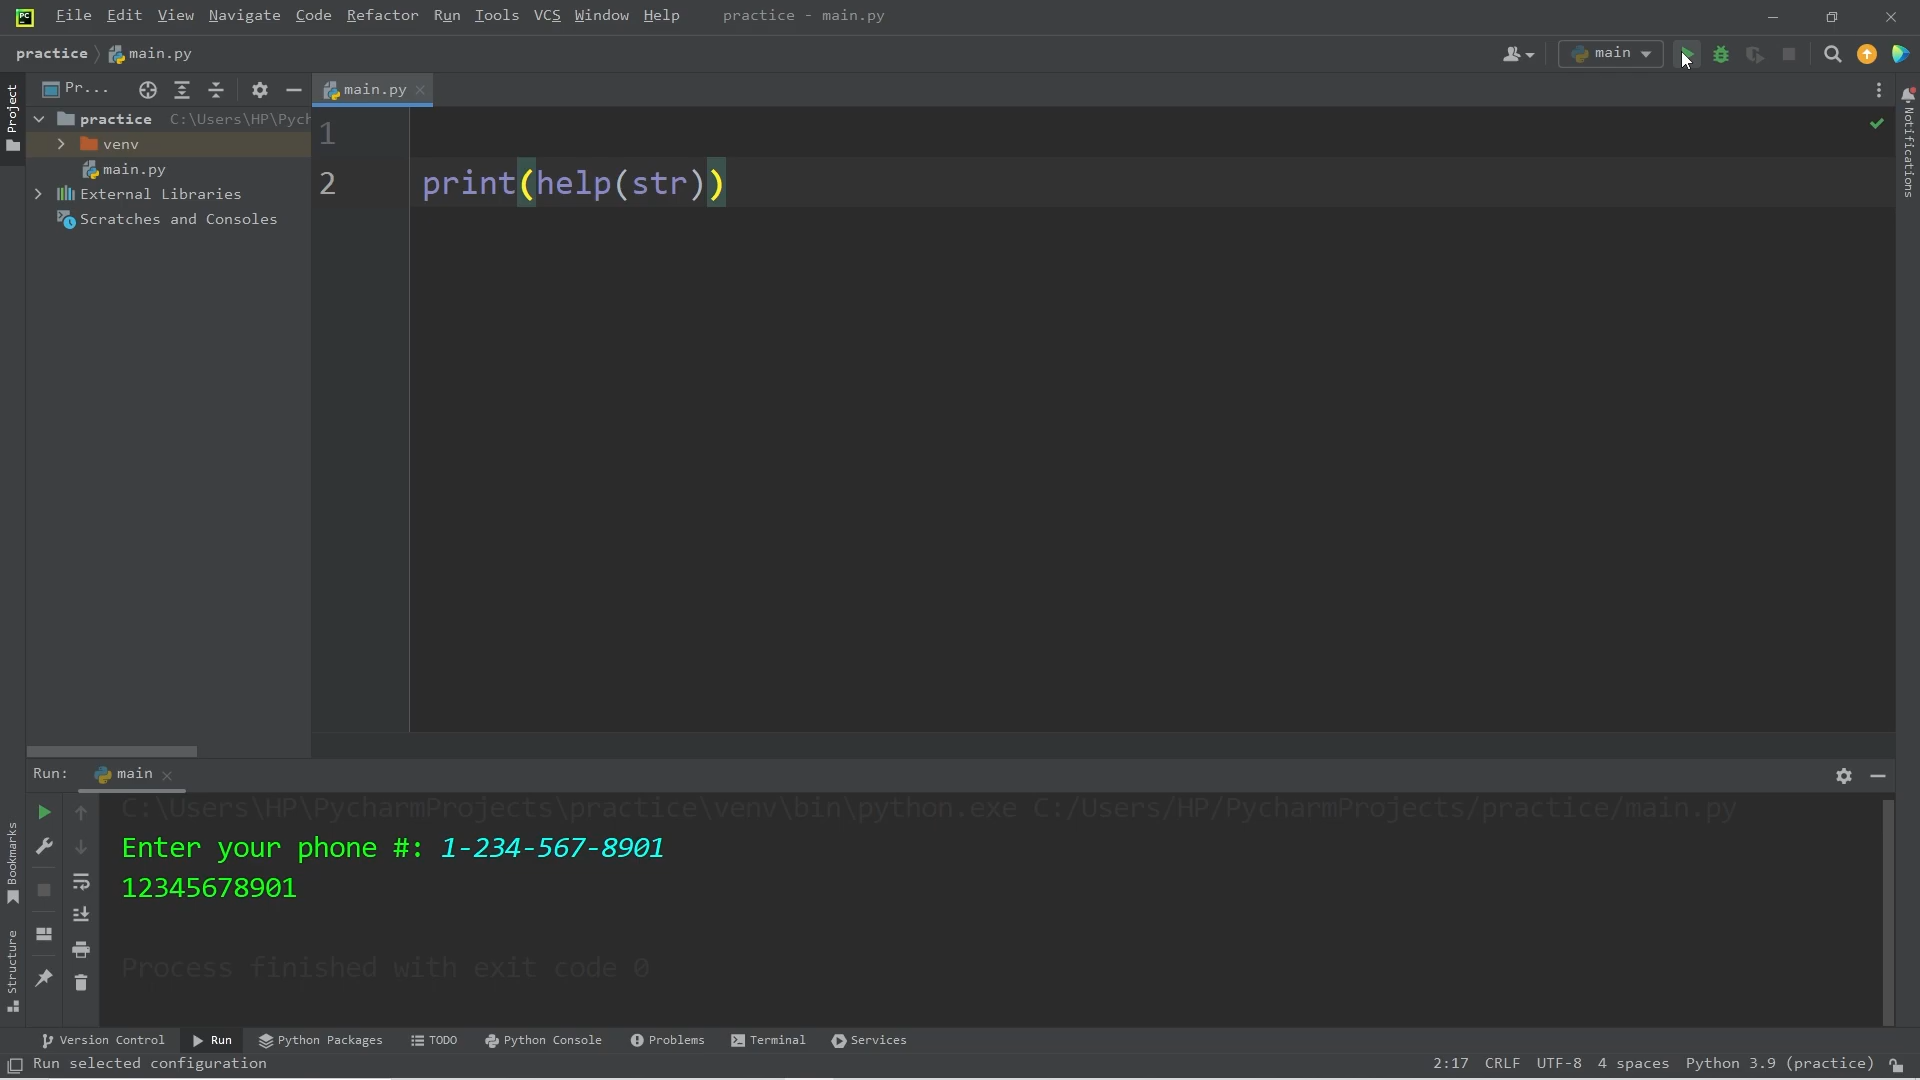 PC
File Edit View Navigate Code Refactor Run Tools VCS Window Help practice - main.py
practice main.py
main
Project
Pr...
main.py
practice C:\Users\HP\Pych
venv
main.py
External Libraries
Scratches and Consoles
1
2 print(help(str))
Notifications
Run: main
C:\Users\HP\PycharmProjects\practice\venv\bin\python.exe C:/Users/HP/PycharmProjects/practice/main.py
Enter your phone #: 1-234-567-8901
12345678901
Process finished with exit code 0
Bookmarks
Structure
Version Control Run Python Packages TODO Python Console Problems Terminal Services
Run selected configuration 2:17 CRLF UTF-8 4 spaces Python 3.9 (practice)